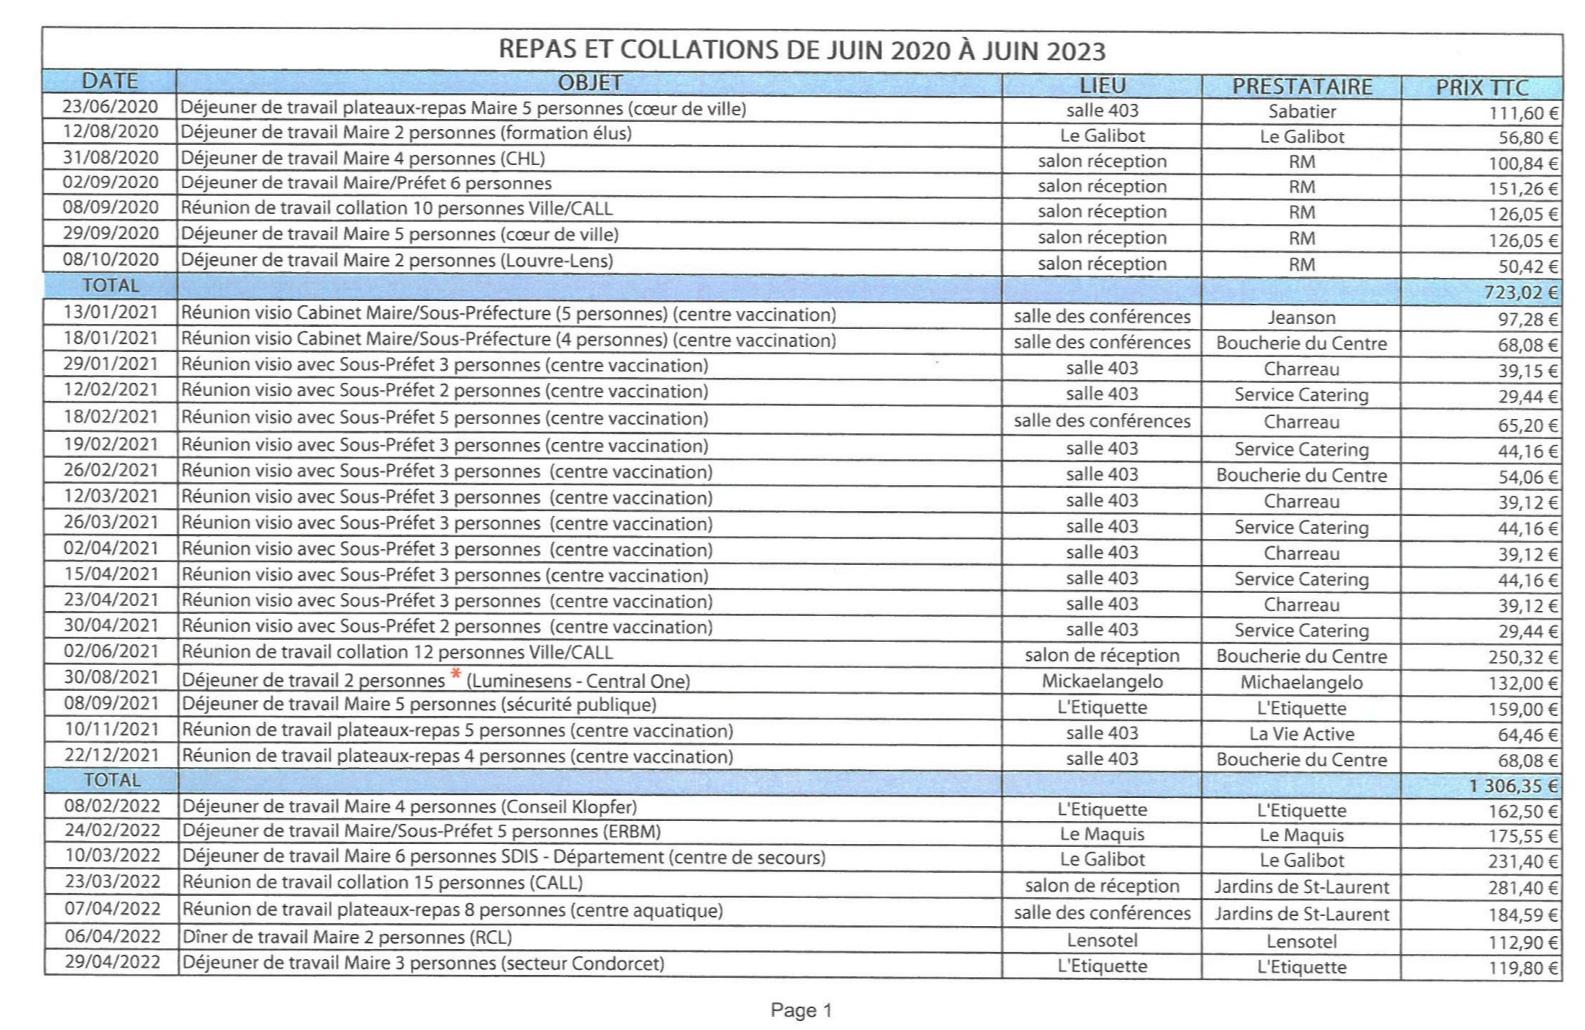 REPAS ET COLLATIONS DE JUIN 2020 À JUIN 2023
DATE OBJET LIEU PRESTATAIRE PRIX TTC
23/06/2020 Déjeuner de travail plateaux-repas Maire 5 personnes (cœur de ville) salle 403 Sabatier 111,60 €
12/08/2020 Déjeuner de travail Maire 2 personnes (formation élus) Le Galibot Le Galibot 56,80 €
31/08/2020 Déjeuner de travail Maire 4 personnes (CHL) salon réception RM 100,84 €
02/09/2020 Déjeuner de travail Maire/Préfet 6 personnes salon réception RM 151,26 €
08/09/2020 Réunion de travail collation 10 personnes Ville/CALL salon réception RM 126,05 €
29/09/2020 Déjeuner de travail Maire 5 personnes (cœur de ville) salon réception RM 126,05 €
08/10/2020 Déjeuner de travail Maire 2 personnes (Louvre-Lens) salon réception RM 50,42 €
TOTAL 723,02 €
13/01/2021 Réunion visio Cabinet Maire/Sous-Préfecture (5 personnes) (centre vaccination) salle des conférences Jeanson 97,28 €
18/01/2021 Réunion visio Cabinet Maire/Sous-Préfecture (4 personnes) (centre vaccination) salle des conférences Boucherie du Centre 68,08 €
29/01/2021 Réunion visio avec Sous-Préfet 3 personnes (centre vaccination) salle 403 Charreau 39,15 €
12/02/2021 Réunion visio avec Sous-Préfet 2 personnes (centre vaccination) salle 403 Service Catering 29,44 €
18/02/2021 Réunion visio avec Sous-Préfet 5 personnes (centre vaccination) salle des conférences Charreau 65,20 €
19/02/2021 Réunion visio avec Sous-Préfet 3 personnes (centre vaccination) salle 403 Service Catering 44,16 €
26/02/2021 Réunion visio avec Sous-Préfet 3 personnes (centre vaccination) salle 403 Boucherie du Centre 54,06 €
12/03/2021 Réunion visio avec Sous-Préfet 3 personnes (centre vaccination) salle 403 Charreau 39,12 €
26/03/2021 Réunion visio avec Sous-Préfet 3 personnes (centre vaccination) salle 403 Service Catering 44,16 €
02/04/2021 Réunion visio avec Sous-Préfet 3 personnes (centre vaccination) salle 403 Charreau 39,12 €
15/04/2021 Réunion visio avec Sous-Préfet 3 personnes (centre vaccination) salle 403 Service Catering 44,16 €
23/04/2021 Réunion visio avec Sous-Préfet 3 personnes (centre vaccination) salle 403 Charreau 39,12 €
30/04/2021 Réunion visio avec Sous-Préfet 2 personnes (centre vaccination) salle 403 Service Catering 29,44 €
02/06/2021 Réunion de travail collation 12 personnes Ville/CALL salon de réception Boucherie du Centre 250,32 €
30/08/2021 Déjeuner de travail 2 personnes * (Luminesens - Central One) Mickaelangelo Michaelangelo 132,00 €
08/09/2021 Déjeuner de travail Maire 5 personnes (sécurité publique) L'Etiquette L'Etiquette 159,00 €
10/11/2021 Réunion de travail plateaux-repas 5 personnes (centre vaccination) salle 403 La Vie Active 64,46 €
22/12/2021 Réunion de travail plateaux-repas 4 personnes (centre vaccination) salle 403 Boucherie du Centre 68,08 €
TOTAL 1 306,35 €
08/02/2022 Déjeuner de travail Maire 4 personnes (Conseil Klopfer) L'Etiquette L'Etiquette 162,50 €
24/02/2022 Déjeuner de travail Maire/Sous-Préfet 5 personnes (ERBM) Le Maquis Le Maquis 175,55 €
10/03/2022 Déjeuner de travail Maire 6 personnes SDIS - Département (centre de secours) Le Galibot Le Galibot 231,40 €
23/03/2022 Réunion de travail collation 15 personnes (CALL) salon de réception Jardins de St-Laurent 281,40 €
07/04/2022 Réunion de travail plateaux-repas 8 personnes (centre aquatique) salle des conférences Jardins de St-Laurent 184,59 €
06/04/2022 Dîner de travail Maire 2 personnes (RCL) Lensotel Lensotel 112,90 €
29/04/2022 Déjeuner de travail Maire 3 personnes (secteur Condorcet) L'Etiquette L'Etiquette 119,80 €
Page 1